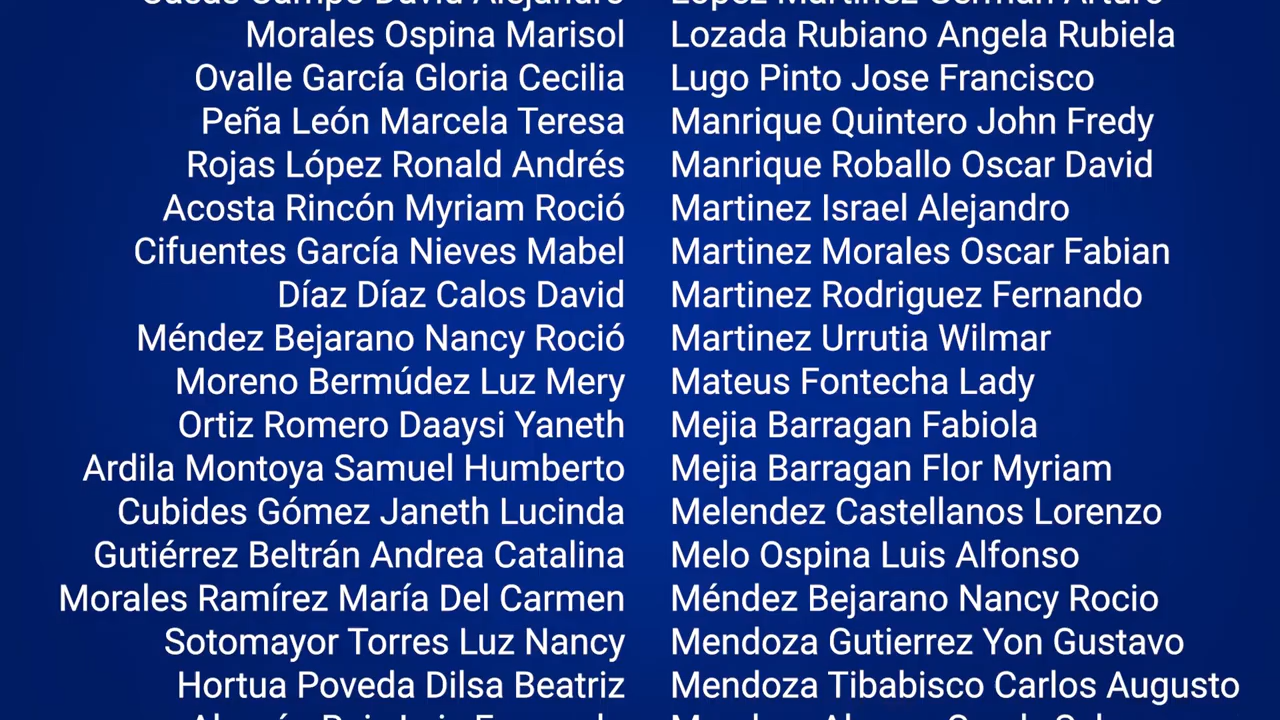 Morales Ospina Marisol
Ovalle García Gloria Cecilia
Peña León Marcela Teresa
Rojas López Ronald Andrés
Acosta Rincón Myriam Roció
Cifuentes García Nieves Mabel
Díaz Díaz Calos David
Méndez Bejarano Nancy Roció
Moreno Bermúdez Luz Mery
Ortiz Romero Daaysi Yaneth
Ardila Montoya Samuel Humberto
Cubides Gómez Janeth Lucinda
Gutiérrez Beltrán Andrea Catalina
Morales Ramírez María Del Carmen
Sotomayor Torres Luz Nancy
Hortua Poveda Dilsa Beatriz
Lozada Rubiano Angela Rubiela
Lugo Pinto Jose Francisco
Manrique Quintero John Fredy
Manrique Roballo Oscar David
Martinez Israel Alejandro
Martinez Morales Oscar Fabian
Martinez Rodriguez Fernando
Martinez Urrutia Wilmar
Mateus Fontecha Lady
Mejia Barragan Fabiola
Mejia Barragan Flor Myriam
Melendez Castellanos Lorenzo
Melo Ospina Luis Alfonso
Méndez Bejarano Nancy Rocio
Mendoza Gutierrez Yon Gustavo
Mendoza Tibabisco Carlos Augusto